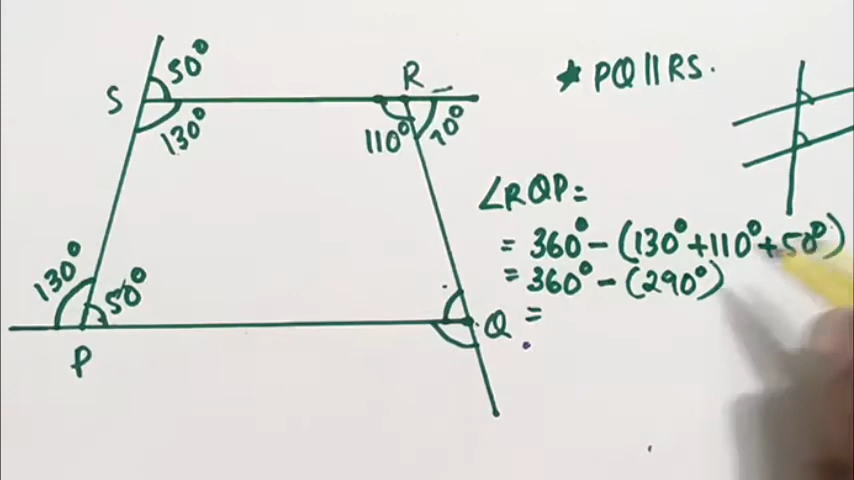 50°
S
130°
R
110°
70°
130°
50°
P
Q
★ PQ || RS.
∠RQP =
= 360° - (130° + 110° + 50°)
= 360° - (290°)
=